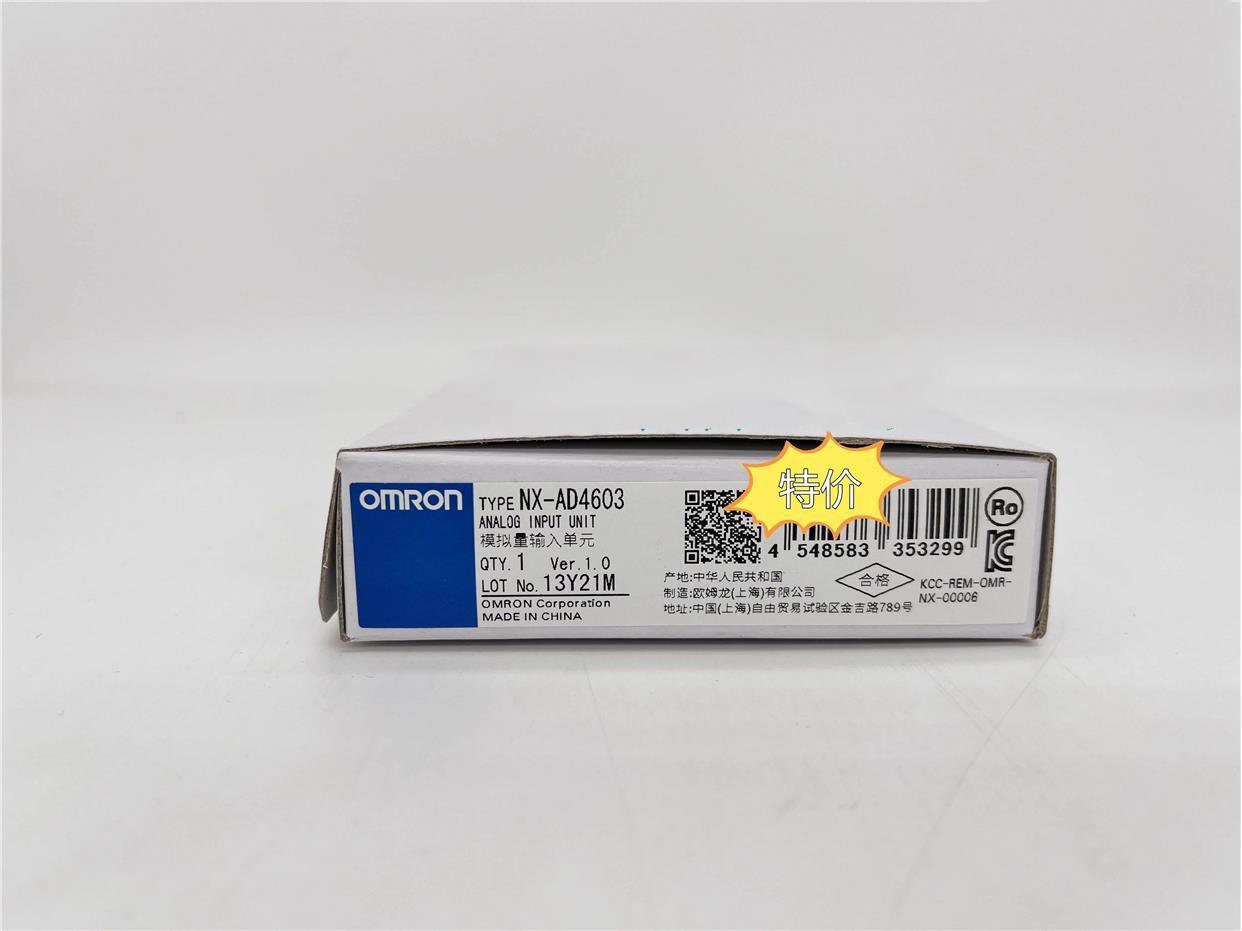 OMRON
TYPE NX-AD4603
ANALOG INPUT UNIT
模拟量输入单元
QTY. 1 Ver.1.0
LOT No. 13Y21M
OMRON Corporation
MADE IN CHINA
特价
4 548583 353299
产地:中华人民共和国
制造:欧姆龙(上海)有限公司
地址:中国(上海)自由贸易试验区金吉路789号
合格
Ro
KCC-REM-OMR-
NX-00006